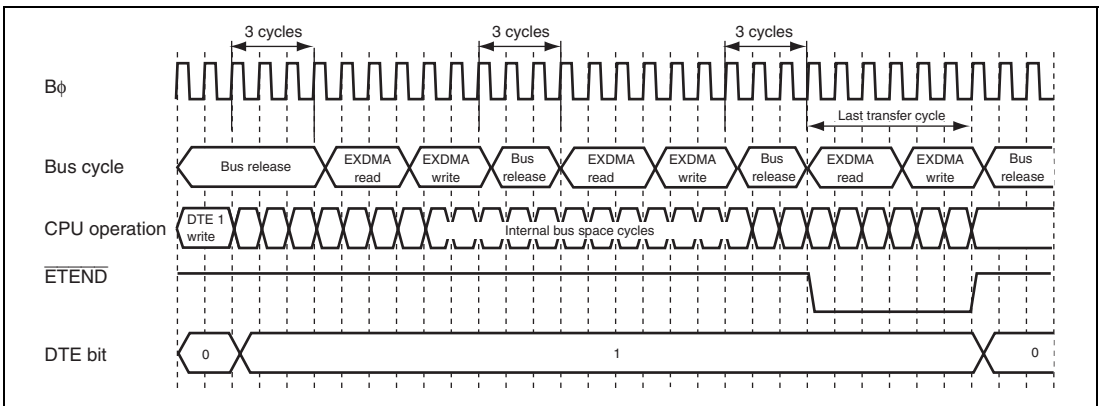 3 cycles 3 cycles 3 cycles
Bϕ
Last transfer cycle
Bus cycle
Bus release
EXDMA read
EXDMA write
Bus release
EXDMA read
EXDMA write
Bus release
EXDMA read
EXDMA write
Bus release
CPU operation
DTE 1 write
Internal bus space cycles
ETEND
DTE bit
0 1 0